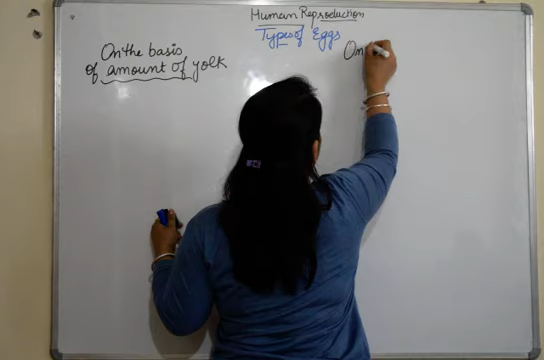 Human Reproduction
Types of Eggs
On the basis
of amount of yolk
On